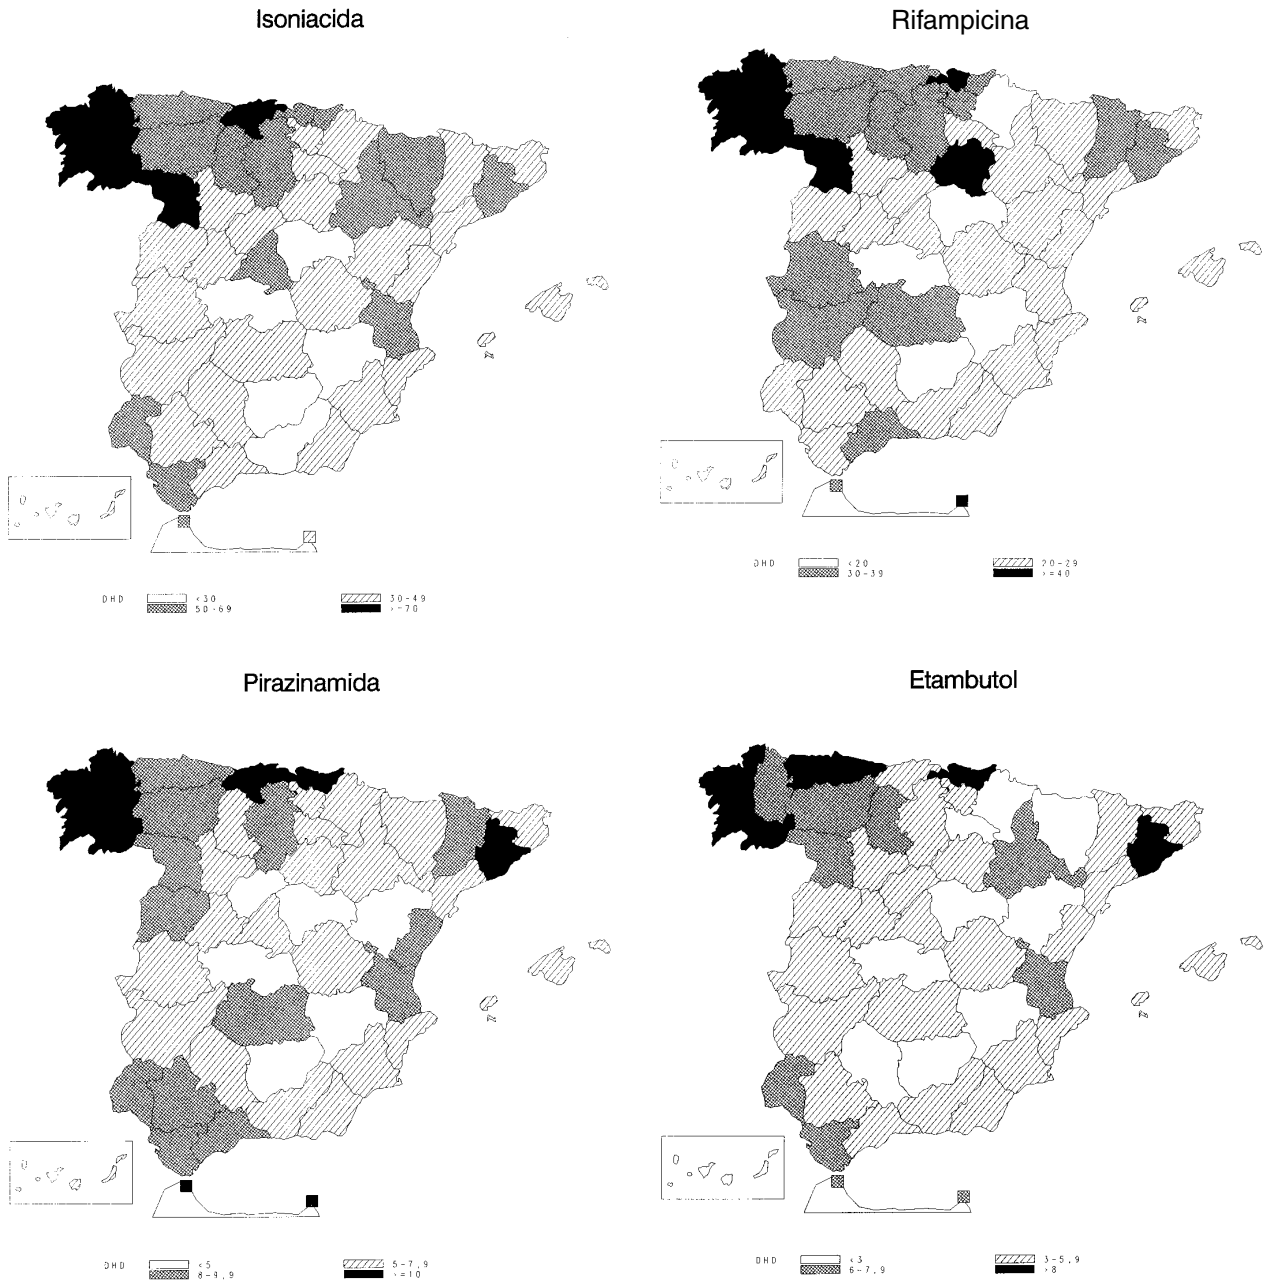 Isoniacida
Rifampicina
DHD <20 20-29
30-39 >=40
DHD <30 30-49
50-69 >-70
Pirazinamida
Etambutol
DHD <3 3-5,9
6-7,9 >8
DHD <5 5-7,9
8-9,9 >=10